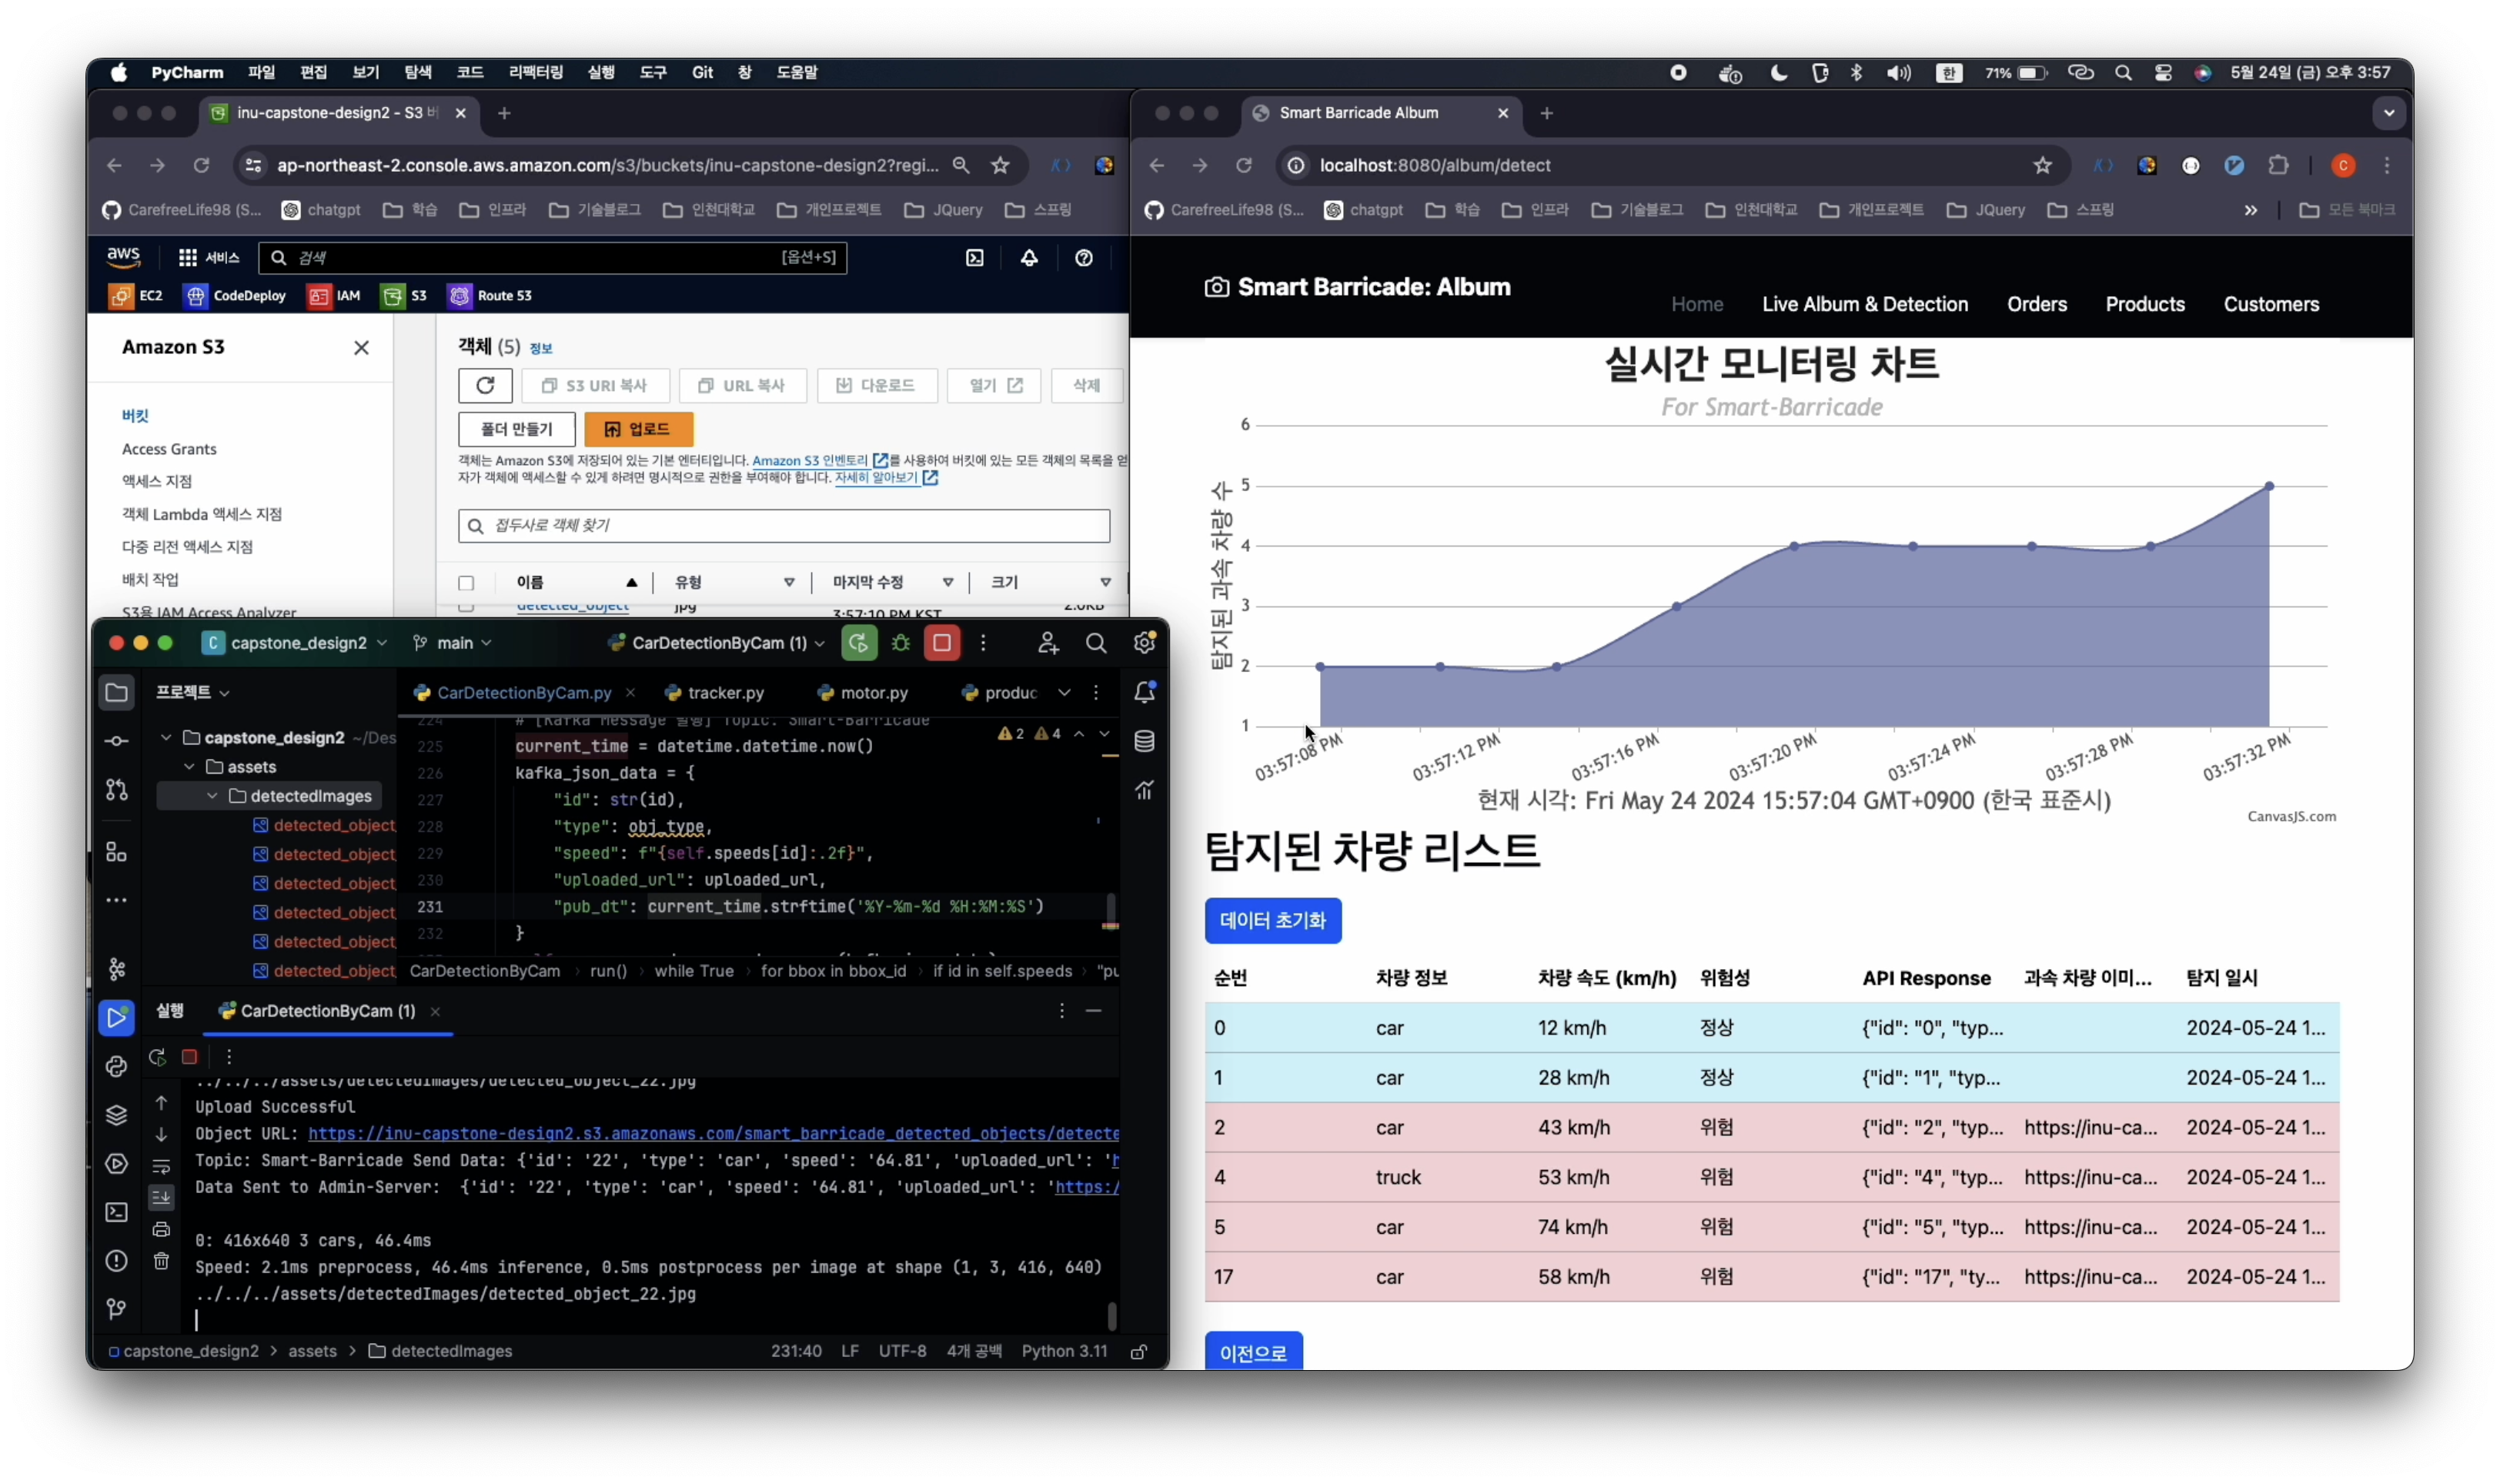 PyCharm 파일 편집 보기 탐색 코드 리팩터링 실행 도구 Git 창 도움말
한 71% 5월 24일 (금) 오후 3:57
inu-capstone-design2 - S3 버
ap-northeast-2.console.aws.amazon.com/s3/buckets/inu-capstone-design2?regi...
CarefreeLife98 (S... chatgpt 학습 인프라 기술블로그 인천대학교 개인프로젝트 JQuery 스프링
aws 서비스 검색 [옵션+S]
EC2 CodeDeploy IAM S3 Route 53
Amazon S3
버킷
Access Grants
액세스 지점
객체 Lambda 액세스 지점
다중 리전 액세스 지점
배치 작업
S3용 IAM Access Analyzer
객체 (5) 정보
S3 URI 복사 URL 복사 다운로드 열기 삭제
폴더 만들기 업로드
객체는 Amazon S3에 저장되어 있는 기본 엔터티입니다. Amazon S3 인벤토리 를 사용하여 버킷에 있는 모든 객체의 목록을 얻
자가 객체에 액세스할 수 있게 하려면 명시적으로 권한을 부여해야 합니다. 자세히 알아보기
접두사로 객체 찾기
이름 유형 마지막 수정 크기
detected_object jpg 3:57:10 PM KST 2.0KB
Smart Barricade Album
localhost:8080/album/detect
C
CarefreeLife98 (S... chatgpt 학습 인프라 기술블로그 인천대학교 개인프로젝트 JQuery 스프링 » 모든 북마크
Smart Barricade: Album
Home Live Album & Detection Orders Products Customers
실시간 모니터링 차트
For Smart-Barricade
탐지된 과속 차량 수
6
5
4
3
2
1
03:57:08 PM 03:57:12 PM 03:57:16 PM 03:57:20 PM 03:57:24 PM 03:57:28 PM 03:57:32 PM
현재 시각: Fri May 24 2024 15:57:04 GMT+0900 (한국 표준시)
CanvasJS.com
탐지된 차량 리스트
데이터 초기화
순번 차량 정보 차량 속도 (km/h) 위험성 API Response 과속 차량 이미... 탐지 일시
0 car 12 km/h 정상 {"id": "0", "typ... 2024-05-24 1...
1 car 28 km/h 정상 {"id": "1", "typ... 2024-05-24 1...
2 car 43 km/h 위험 {"id": "2", "typ... https://inu-ca... 2024-05-24 1...
4 truck 53 km/h 위험 {"id": "4", "typ... https://inu-ca... 2024-05-24 1...
5 car 74 km/h 위험 {"id": "5", "typ... https://inu-ca... 2024-05-24 1...
17 car 58 km/h 위험 {"id": "17", "ty... https://inu-ca... 2024-05-24 1...
이전으로
C capstone_design2 main CarDetectionByCam (1)
프로젝트
capstone_design2 ~/Des
assets
detectedImages
detected_object
detected_object
detected_object
detected_object
detected_object
detected_object
CarDetectionByCam.py tracker.py motor.py produc
2 4
224 # [Kafka Message 발행] Topic: Smart-Barricade
225 current_time = datetime.datetime.now()
226 kafka_json_data = {
227 "id": str(id),
228 "type": obj_type,
229 "speed": f"{self.speeds[id]:.2f}",
230 "uploaded_url": uploaded_url,
231 "pub_dt": current_time.strftime('%Y-%m-%d %H:%M:%S')
232 }
CarDetectionByCam › run() › while True › for bbox in bbox_id › if id in self.speeds › "pu
실행 CarDetectionByCam (1)
../../../assets/detectedImages/detected_object_22.jpg
Upload Successful
Object URL: https://inu-capstone-design2.s3.amazonaws.com/smart_barricade_detected_objects/detecte
Topic: Smart-Barricade Send Data: {'id': '22', 'type': 'car', 'speed': '64.81', 'uploaded_url': 'h
Data Sent to Admin-Server: {'id': '22', 'type': 'car', 'speed': '64.81', 'uploaded_url': 'https:/
0: 416x640 3 cars, 46.4ms
Speed: 2.1ms preprocess, 46.4ms inference, 0.5ms postprocess per image at shape (1, 3, 416, 640)
../../../assets/detectedImages/detected_object_22.jpg
capstone_design2 > assets > detectedImages 231:40 LF UTF-8 4개 공백 Python 3.11